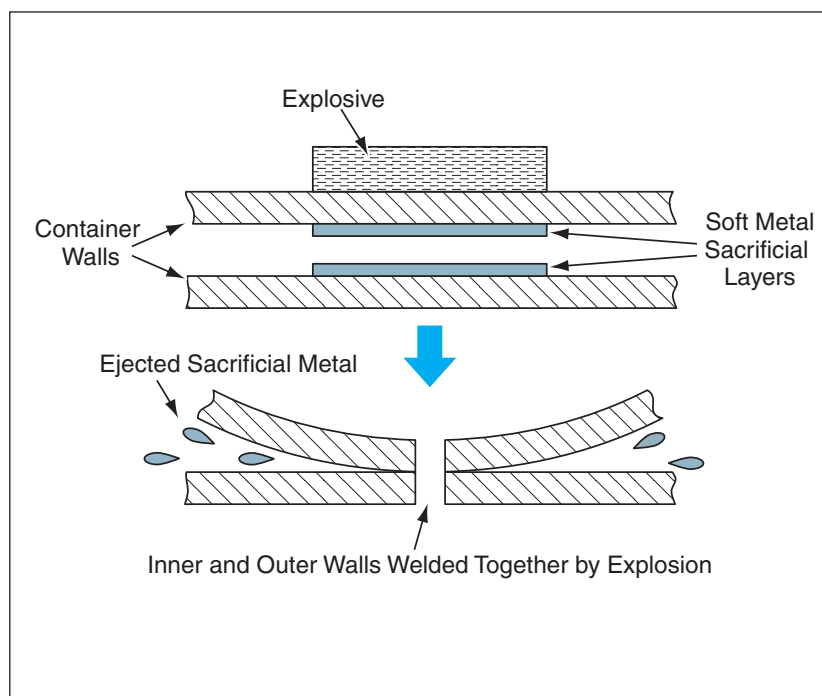 Explosive
Container
Walls
Soft Metal
Sacrificial
Layers
Ejected Sacrificial Metal
Inner and Outer Walls Welded Together by Explosion